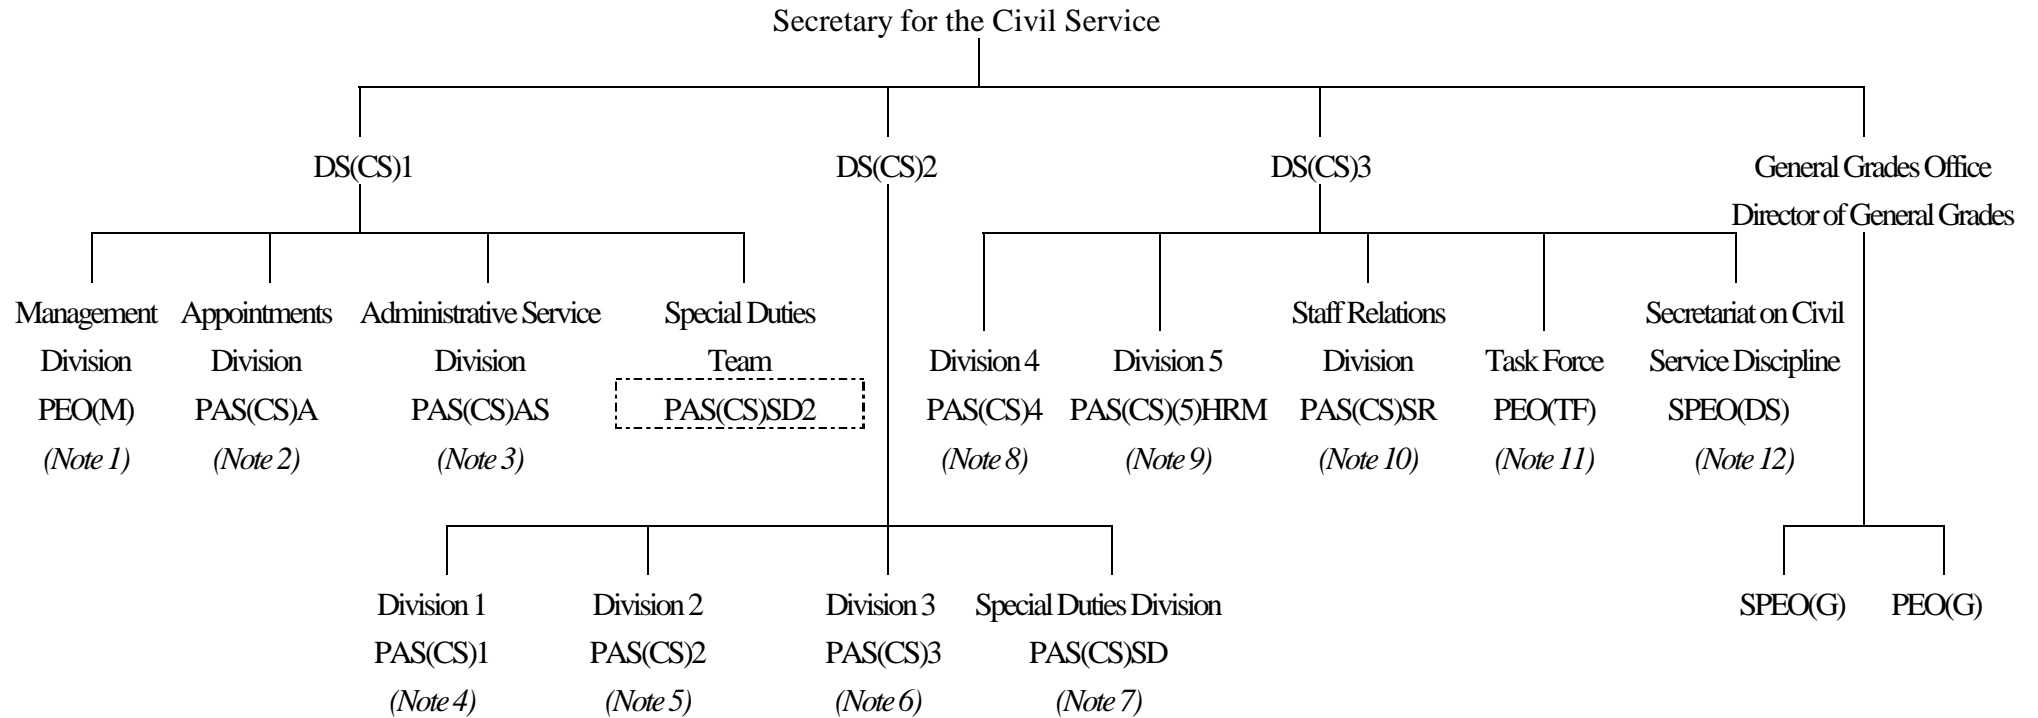 Secretary for the Civil Service
DS(CS)1
DS(CS)2
DS(CS)3
General Grades Office
Director of General Grades
Management
Division
PEO(M)
(Note 1)
Appointments
Division
PAS(CS)A
(Note 2)
Administrative Service
Division
PAS(CS)AS
(Note 3)
Special Duties
Team
PAS(CS)SD2
Division 4
PAS(CS)4
(Note 8)
Division 5
PAS(CS)(5)HRM
(Note 9)
Staff Relations
Division
PAS(CS)SR
(Note 10)
Task Force
PEO(TF)
(Note 11)
Secretariat on Civil
Service Discipline
SPEO(DS)
(Note 12)
Division 1
PAS(CS)1
(Note 4)
Division 2
PAS(CS)2
(Note 5)
Division 3
PAS(CS)3
(Note 6)
Special Duties Division
PAS(CS)SD
(Note 7)
SPEO(G)
PEO(G)